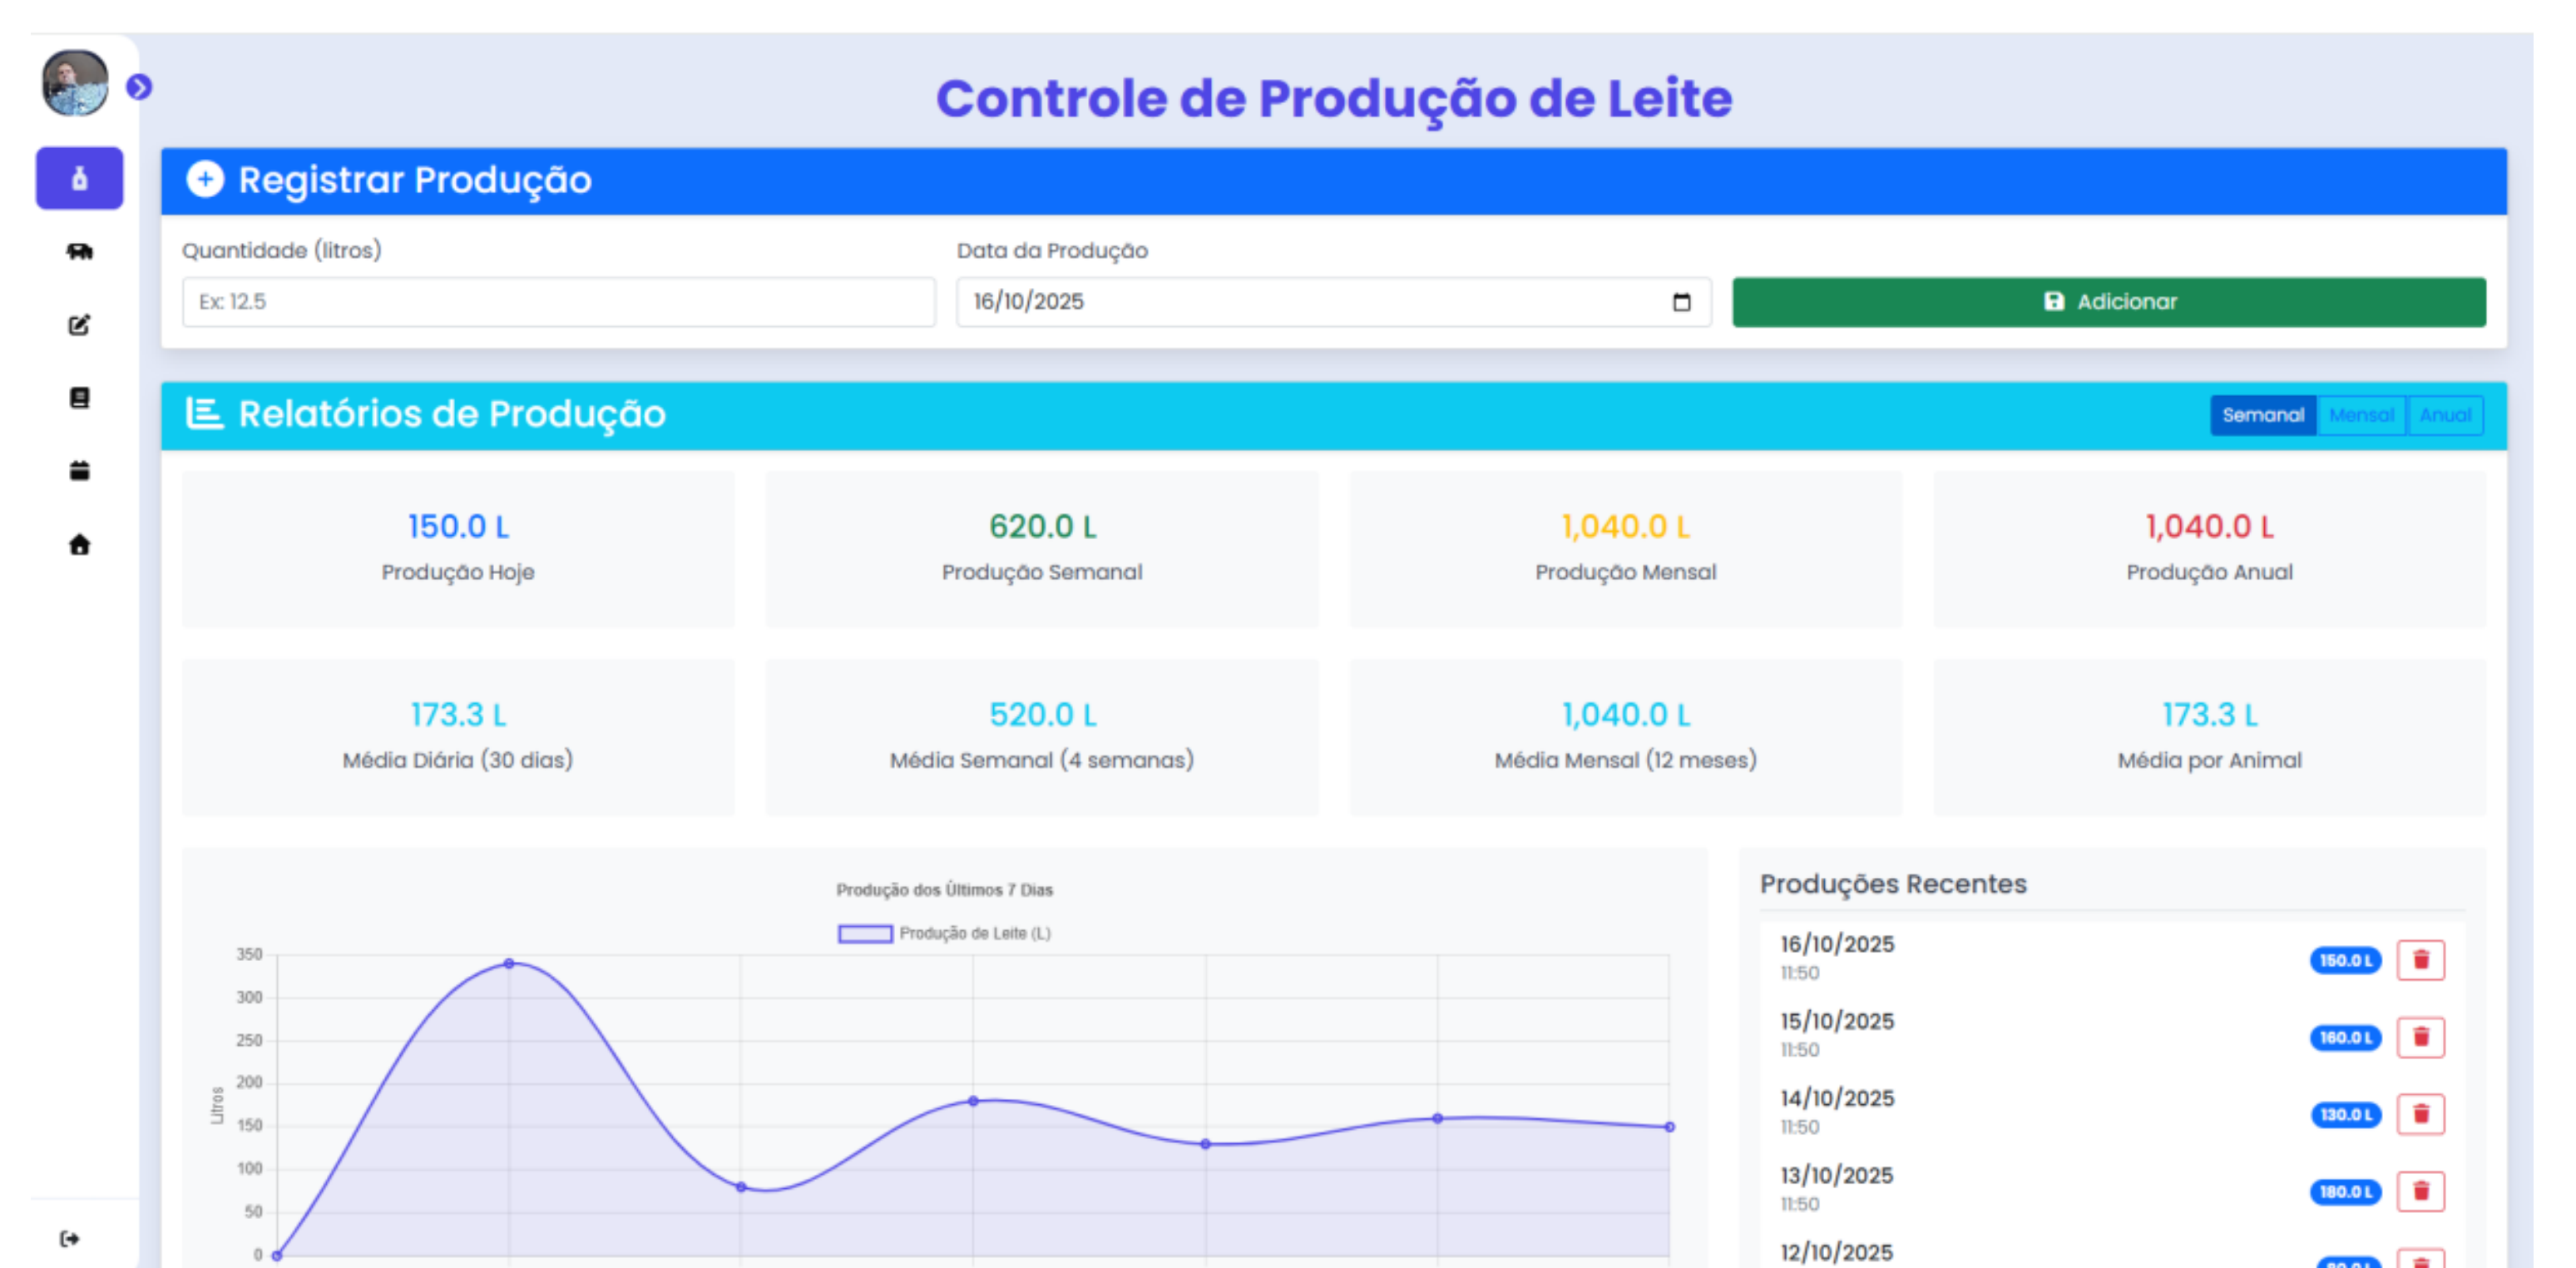 Controle de Produção de Leite
Registrar Produção
Quantidade (litros)
Data da Produção
Ex: 12.5
16/10/2025
Adicionar
Relatórios de Produção
Semanal Mensal Anual
150.0 L
Produção Hoje
620.0 L
Produção Semanal
1,040.0 L
Produção Mensal
1,040.0 L
Produção Anual
173.3 L
Média Diária (30 dias)
520.0 L
Média Semanal (4 semanas)
1,040.0 L
Média Mensal (12 meses)
173.3 L
Média por Animal
Produção dos Últimos 7 Dias
Produção de Leite (L)
Litros
350
300
250
200
150
100
50
0
Produções Recentes
16/10/2025
11:50
150.0 L
15/10/2025
11:50
160.0 L
14/10/2025
11:50
130.0 L
13/10/2025
11:50
180.0 L
12/10/2025